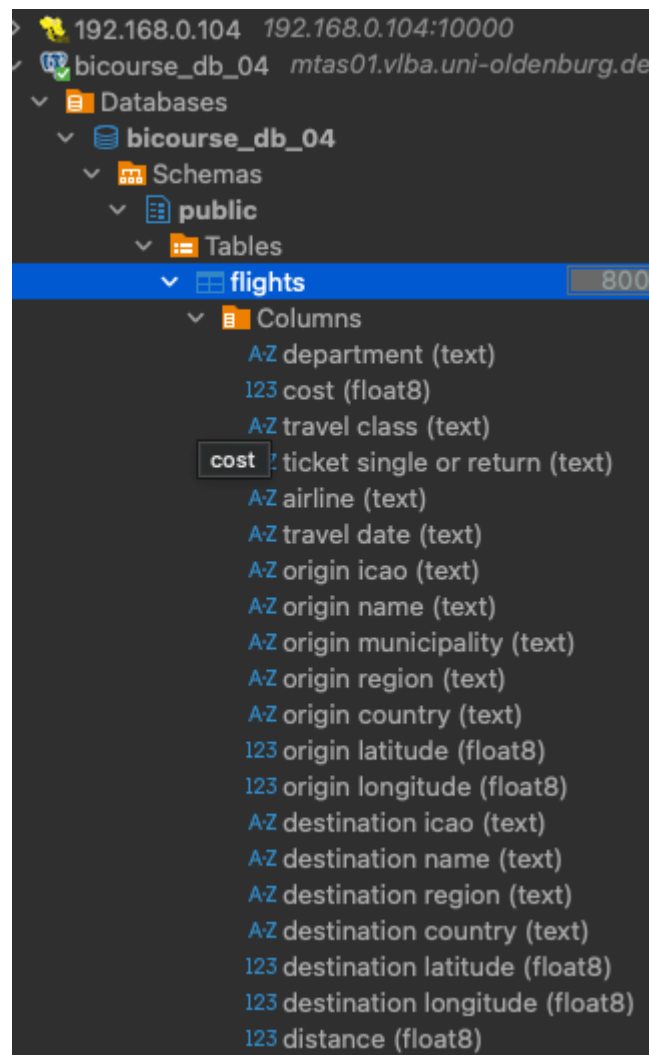 192.168.0.104 192.168.0.104:10000
bicourse_db_04 mtas01.vlba.uni-oldenburg.de
Databases
bicourse_db_04
Schemas
public
Tables
flights 800
Columns
A-Z department (text)
123 cost (float8)
A-Z travel class (text)
cost ticket single or return (text)
A-Z airline (text)
A-Z travel date (text)
A-Z origin icao (text)
A-Z origin name (text)
A-Z origin municipality (text)
A-Z origin region (text)
A-Z origin country (text)
123 origin latitude (float8)
123 origin longitude (float8)
A-Z destination icao (text)
A-Z destination name (text)
A-Z destination region (text)
A-Z destination country (text)
123 destination latitude (float8)
123 destination longitude (float8)
123 distance (float8)